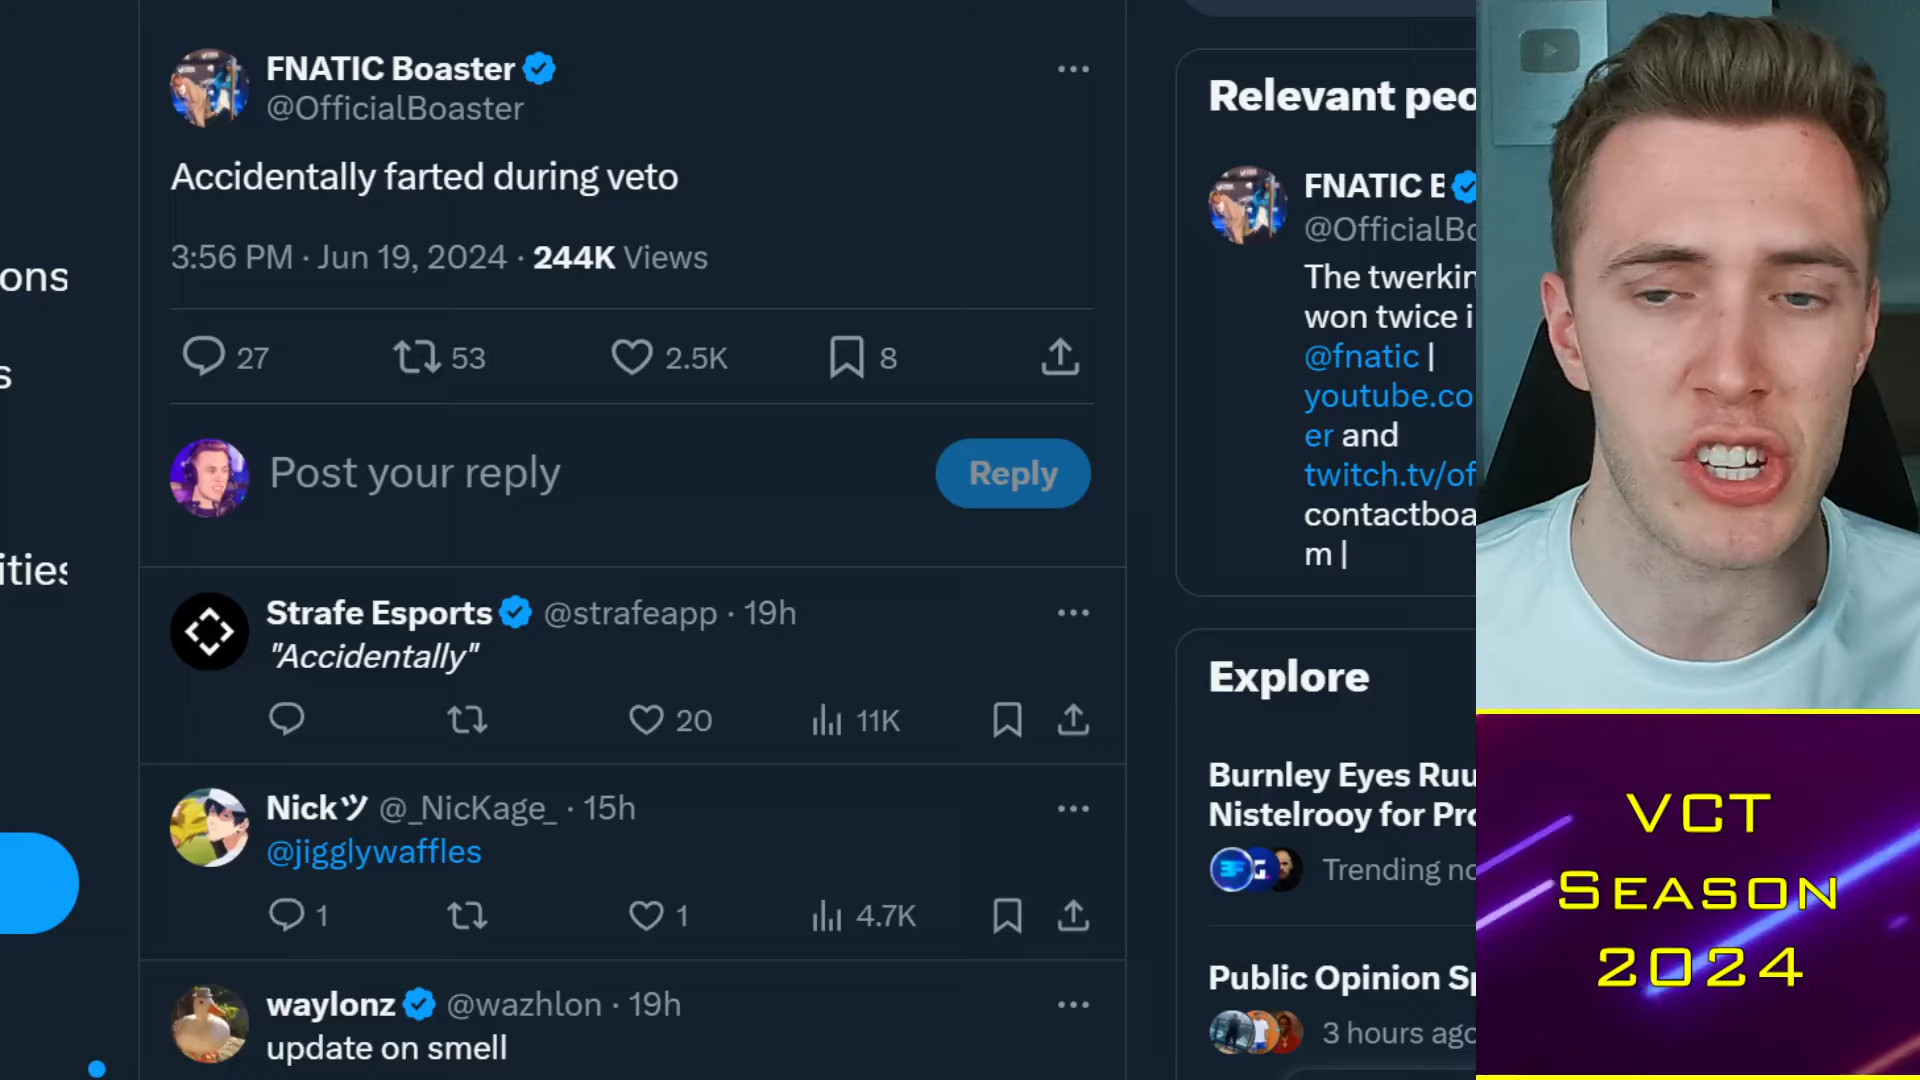 FNATIC Boaster
@OfficialBoaster
Accidentally farted during veto
3:56 PM · Jun 19, 2024 · 244K Views
27 53 2.5K 8
Post your reply
Reply
Strafe Esports @strafeapp · 19h
"Accidentally"
20 11K
Nickツ @_NicKage_ · 15h
@jigglywaffles
1 1 4.7K
waylonz @wazhlon · 19h
update on smell
ons
s
ities
Relevant peo
FNATIC B
@OfficialBo
The twerkin
won twice i
@fnatic |
youtube.co
er and
twitch.tv/of
contactboa
m |
Explore
Burnley Eyes Ruu
Nistelrooy for Pro
Trending no
Public Opinion Sp
3 hours ago
VCT
SEASON
2024